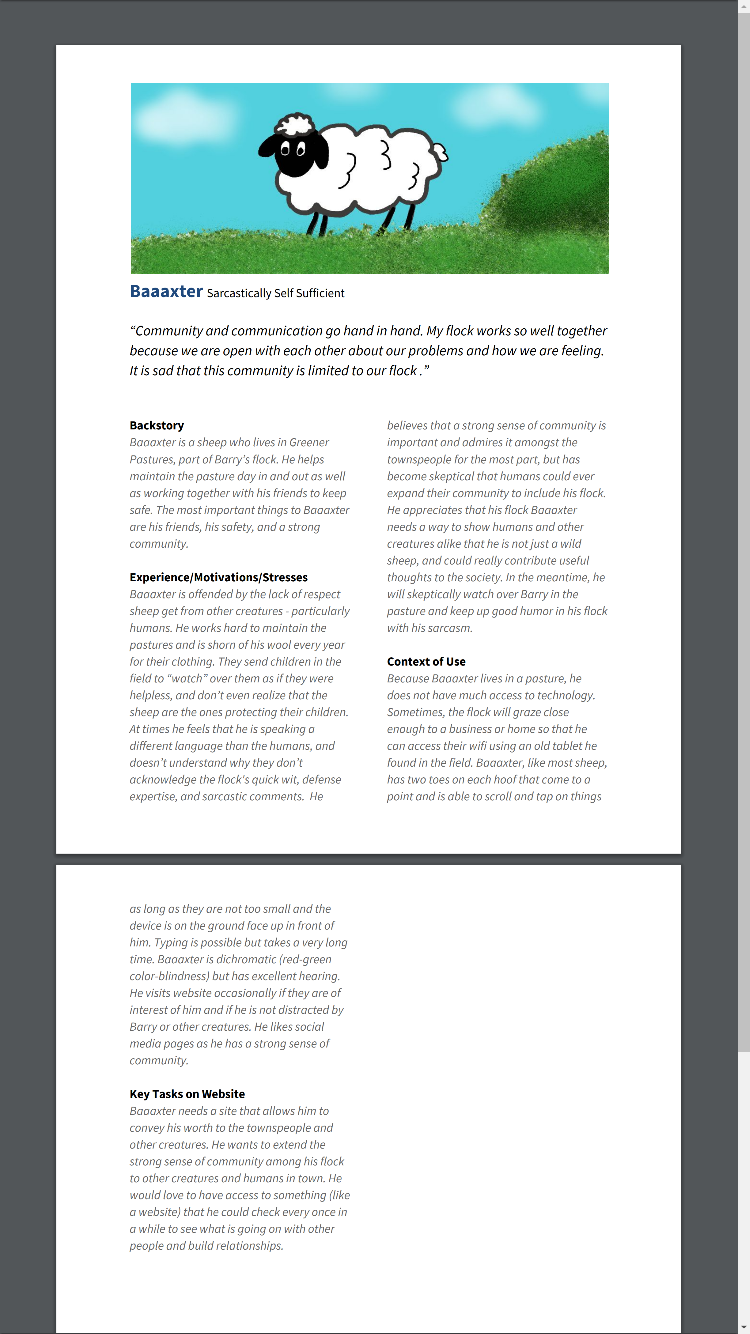 Baaaxter Sarcastically Self Sufficient
“Community and communication go hand in hand. My flock works so well together
because we are open with each other about our problems and how we are feeling.
It is sad that this community is limited to our flock .”
Backstory
Baaaxter is a sheep who lives in Greener
Pastures, part of Barry’s flock. He helps
maintain the pasture day in and out as well
as working together with his friends to keep
safe. The most important things to Baaaxter
are his friends, his safety, and a strong
community.
Experience/Motivations/Stresses
Baaaxter is offended by the lack of respect
sheep get from other creatures - particularly
humans. He works hard to maintain the
pastures and is shorn of his wool every year
for their clothing. They send children in the
field to “watch” over them as if they were
helpless, and don’t even realize that the
sheep are the ones protecting their children.
At times he feels that he is speaking a
different language than the humans, and
doesn’t understand why they don’t
acknowledge the flock’s quick wit, defense
expertise, and sarcastic comments.  He
believes that a strong sense of community is
important and admires it amongst the
townspeople for the most part, but has
become skeptical that humans could ever
expand their community to include his flock.
He appreciates that his flock Baaaxter
needs a way to show humans and other
creatures alike that he is not just a wild
sheep, and could really contribute useful
thoughts to the society. In the meantime, he
will skeptically watch over Barry in the
pasture and keep up good humor in his flock
with his sarcasm.
Context of Use
Because Baaaxter lives in a pasture, he
does not have much access to technology.
Sometimes, the flock will graze close
enough to a business or home so that he
can access their wifi using an old tablet he
found in the field. Baaaxter, like most sheep,
has two toes on each hoof that come to a
point and is able to scroll and tap on things
as long as they are not too small and the
device is on the ground face up in front of
him. Typing is possible but takes a very long
time. Baaaxter is dichromatic (red-green
color-blindness) but has excellent hearing.
He visits website occasionally if they are of
interest of him and if he is not distracted by
Barry or other creatures. He likes social
media pages as he has a strong sense of
community.
Key Tasks on Website
Baaaxter needs a site that allows him to
convey his worth to the townspeople and
other creatures. He wants to extend the
strong sense of community among his flock
to other creatures and humans in town. He
would love to have access to something (like
a website) that he could check every once in
a while to see what is going on with other
people and build relationships.